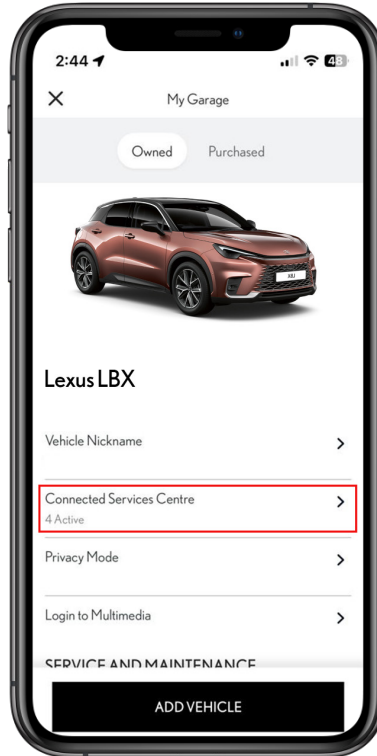 2:44
48
My Garage
Owned Purchased
Lexus LBX
Vehicle Nickname
Connected Services Centre
4 Active
Privacy Mode
Login to Multimedia
SERVICE AND MAINTENANCE
ADD VEHICLE